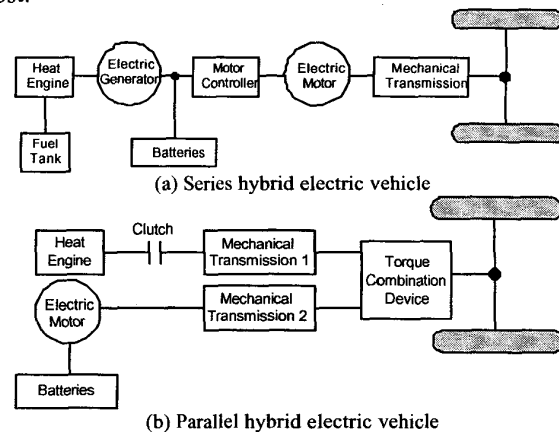 Electric
Generator
Electric
Motor
Heat
Engine
Motor
Controller
Mechanical
Transmission
Fuel
Tank
Batteries
(a) Series hybrid electric vehicle
Clutch
Heat
Engine
Mechanical
Transmission 1
Torque
Combination
Device
Electric
Motor
Mechanical
Transmission 2
Batteries
(b) Parallel hybrid electric vehicle